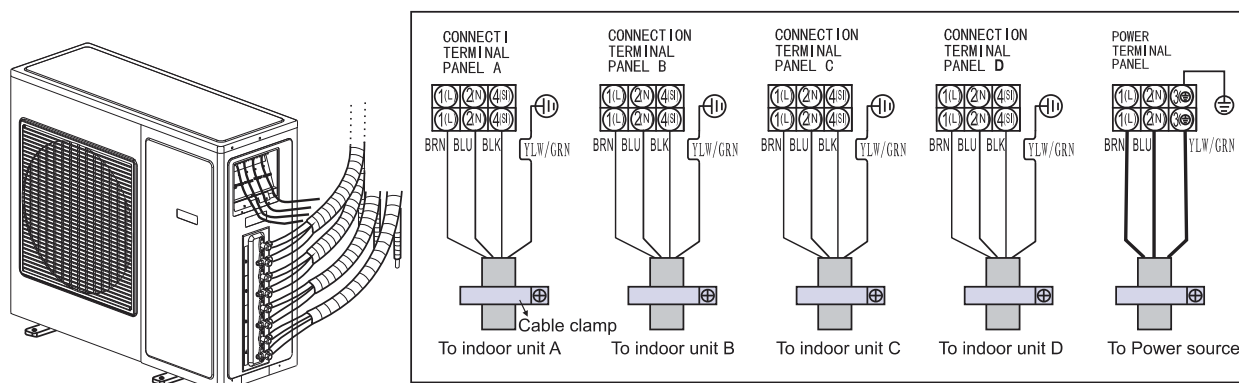 CONNECTI
TERMINAL
PANEL A
1(L) 2(N) 4(SI)
1(L) 2(N) 4(SI)
BRN BLU BLK YLW/GRN
Cable clamp
To indoor unit A
CONNECTION
TERMINAL
PANEL B
1(L) 2(N) 4(SI)
1(L) 2(N) 4(SI)
BRN BLU BLK YLW/GRN
To indoor unit B
CONNECTION
TERMINAL
PANEL C
1(L) 2(N) 4(SI)
1(L) 2(N) 4(SI)
BRN BLU BLK YLW/GRN
To indoor unit C
CONNECTION
TERMINAL
PANEL D
1(L) 2(N) 4(SI)
1(L) 2(N) 4(SI)
BRN BLU BLK YLW/GRN
To indoor unit D
POWER
TERMINAL
PANEL
1(L) 2(N) 3
1(L) 2(N) 3
BRN BLU YLW/GRN
To Power source